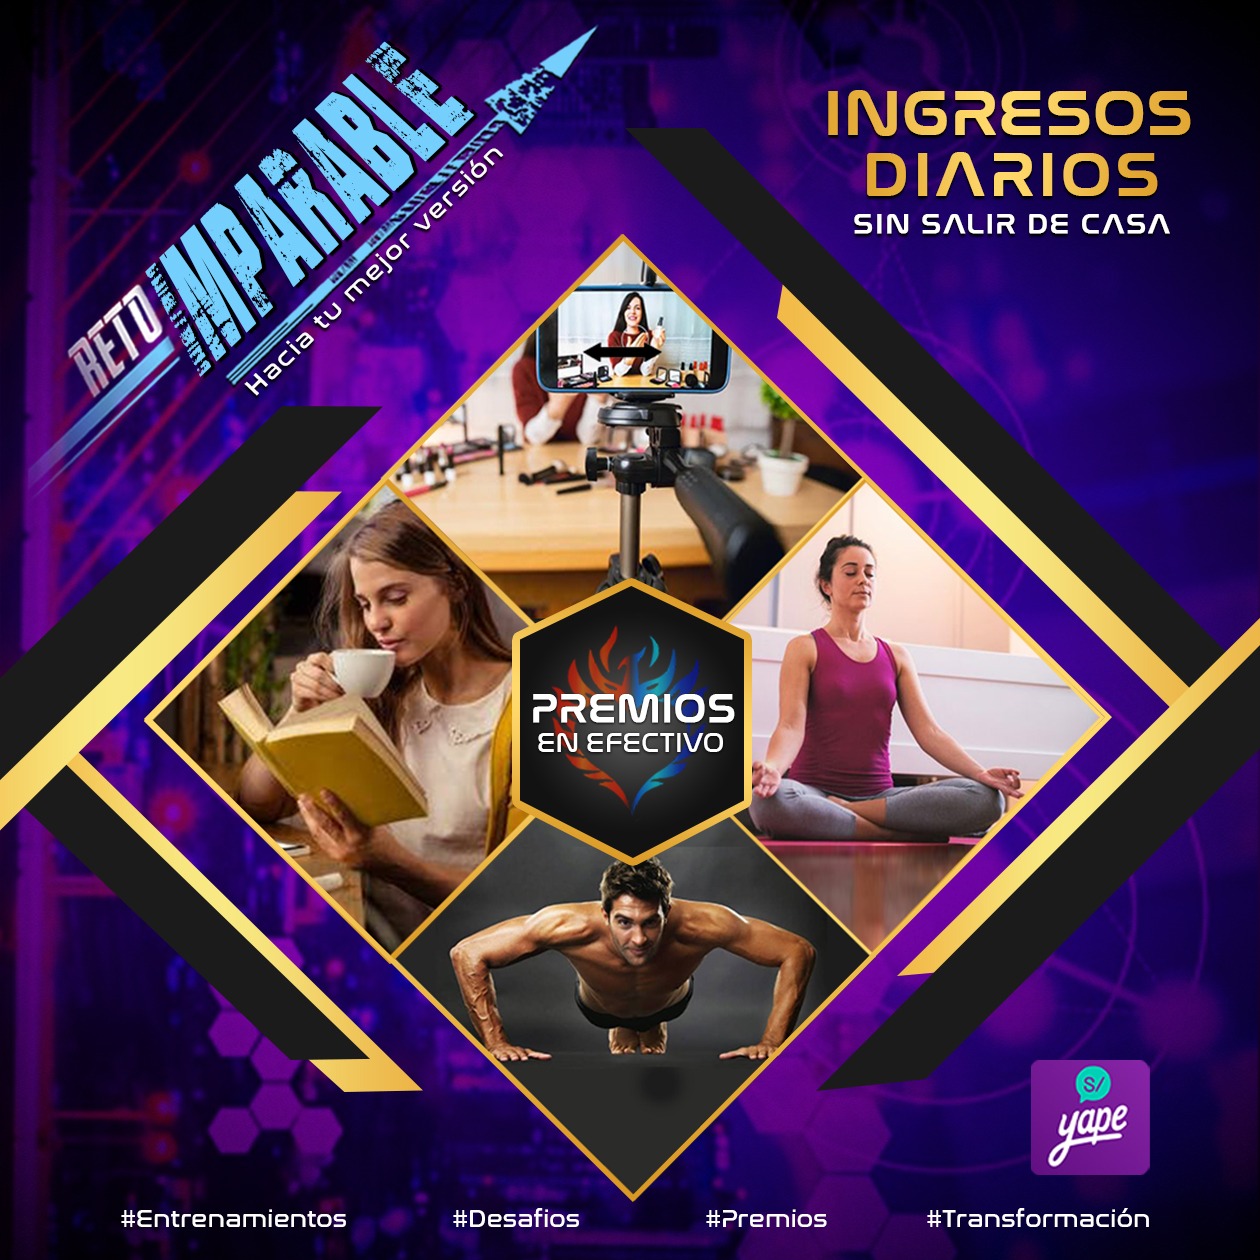 RETO
IMPARABLE
Hacia tu mejor versión
INGRESOS
DIARIOS
SIN SALIR DE CASA
PREMIOS
EN EFECTIVO
S/
yape
#Entrenamientos #Desafios #Premios #Transformación